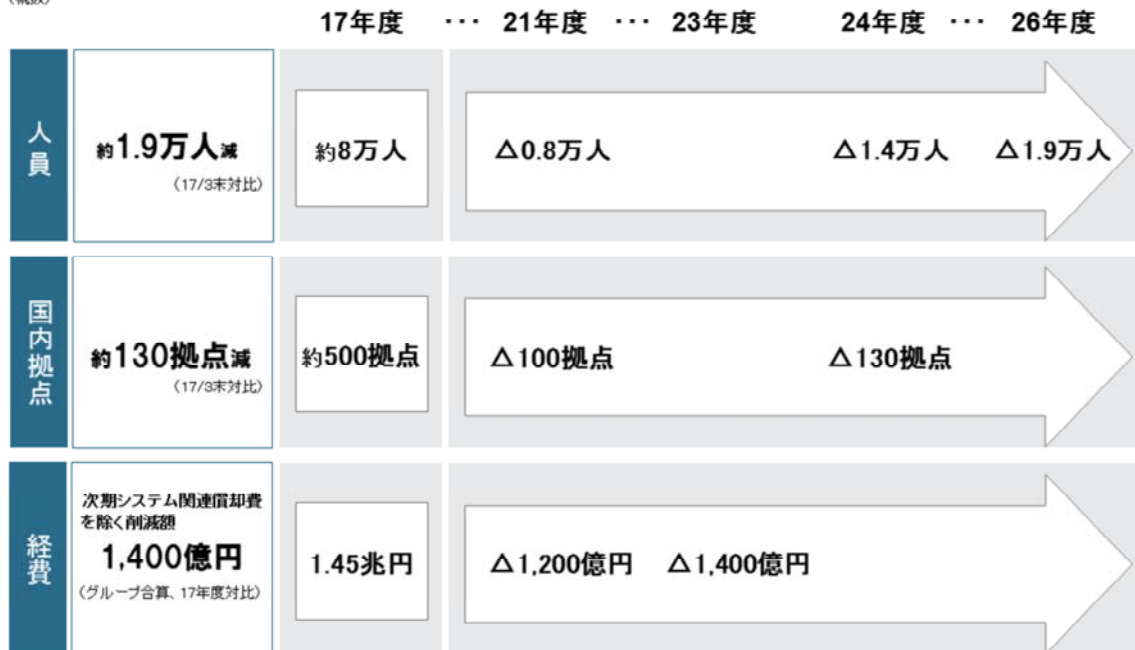 17年度 ··· 21年度 ··· 23年度 24年度 ··· 26年度
人員
約1.9万人減
（17/3末対比）
約8万人
△0.8万人
△1.4万人
△1.9万人
国内拠点
約130拠点減
（17/3末対比）
約500拠点
△100拠点
△130拠点
経費
次期システム関連償却費
を除く削減額
1,400億円
（グループ合算、17年度対比）
1.45兆円
△1,200億円
△1,400億円